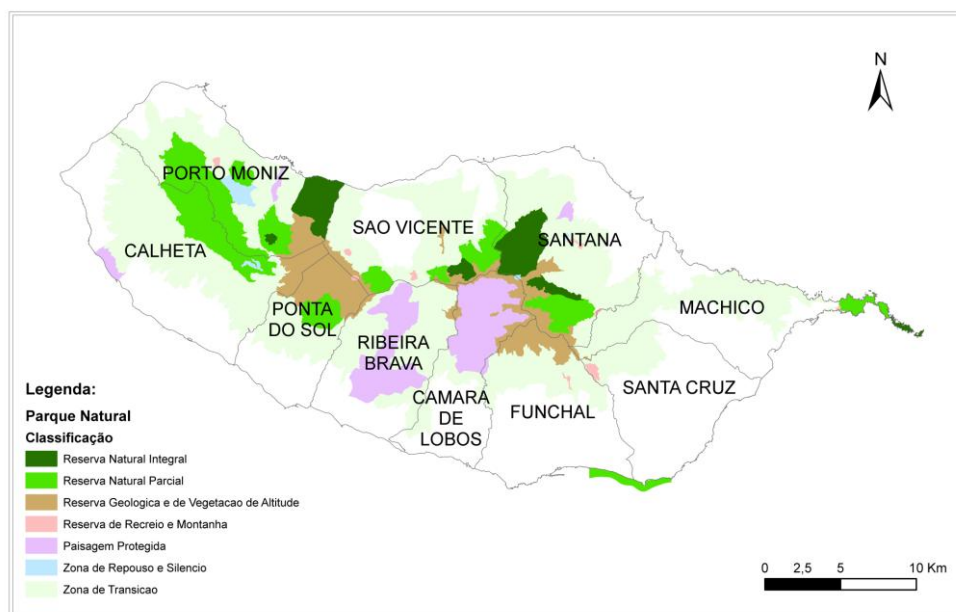 N
PORTO MONIZ
SAO VICENTE
SANTANA
CALHETA
PONTA
DO SOL
MACHICO
RIBEIRA
BRAVA
SANTA CRUZ
CAMARA
DE
LOBOS
FUNCHAL
Legenda:
Parque Natural
Classificação
Reserva Natural Integral
Reserva Natural Parcial
Reserva Geologica e de Vegetacao de Altitude
Reserva de Recreio e Montanha
Paisagem Protegida
Zona de Repouso e Silencio
Zona de Transicao
0 2,5 5 10 Km